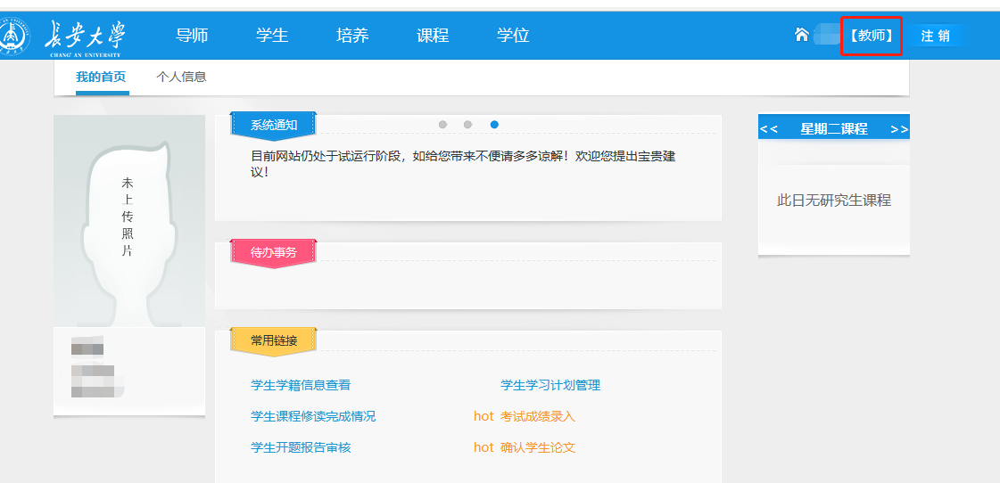 长安大学
CHANG'AN UNIVERSITY
导师 学生 培养 课程 学位 【教师】 注 销
我的首页 个人信息
未上传照片
系统通知
目前网站仍处于试运行阶段，如给您带来不便请多多谅解！欢迎您提出宝贵建
议！
待办事务
常用链接
学生学籍信息查看 学生学习计划管理
学生课程修读完成情况 hot 考试成绩录入
学生开题报告审核 hot 确认学生论文
<< 星期二课程 >>
此日无研究生课程